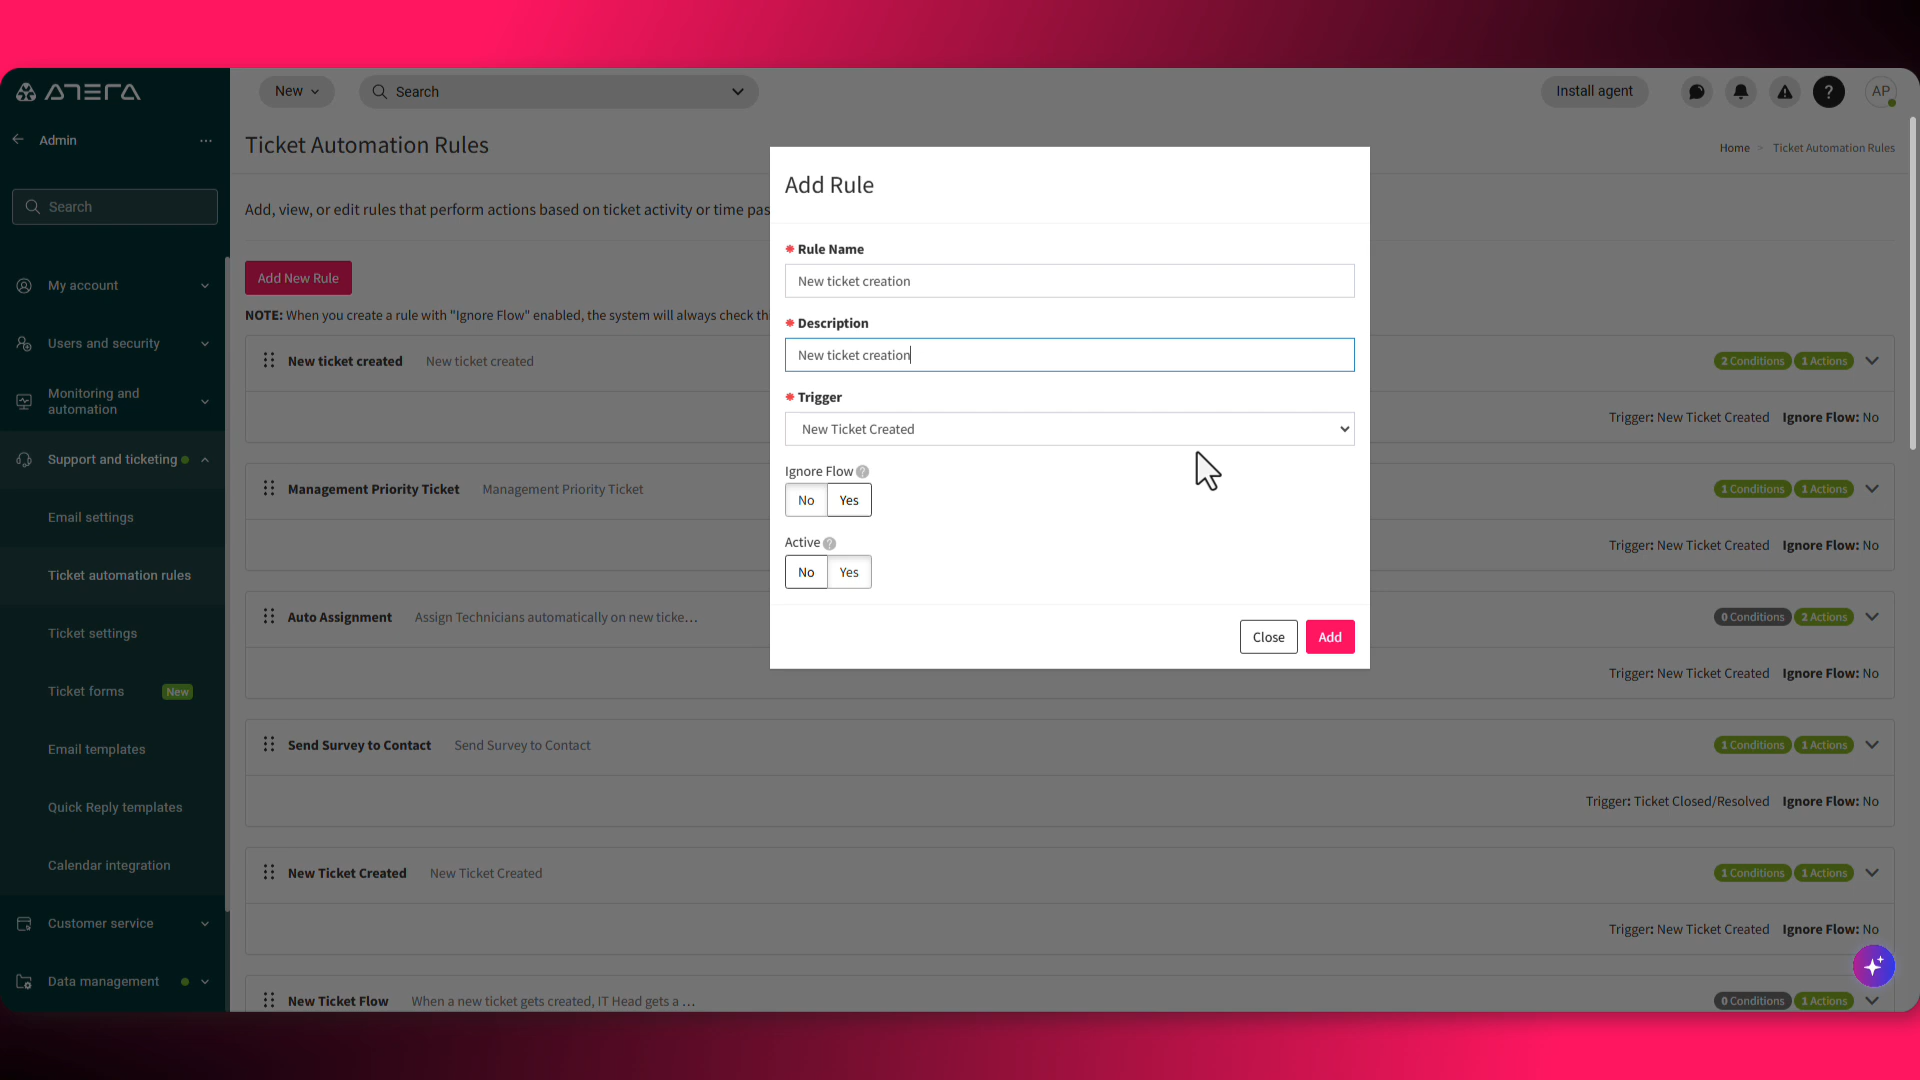 ATERA
New
Search
Install agent
?
AP
Admin
...
Search
My account
Users and security
Monitoring and
automation
Support and ticketing
Email settings
Ticket automation rules
Ticket settings
Ticket forms New
Email templates
Quick Reply templates
Calendar integration
Customer service
Data management
Ticket Automation Rules
Home > Ticket Automation Rules
Add, view, or edit rules that perform actions based on ticket activity or time pas
Add New Rule
NOTE: When you create a rule with "Ignore Flow" enabled, the system will always check th
New ticket created New ticket created 2 Conditions 1 Actions
Trigger: New Ticket Created Ignore Flow: No
Management Priority Ticket Management Priority Ticket 1 Conditions 1 Actions
Trigger: New Ticket Created Ignore Flow: No
Auto Assignment Assign Technicians automatically on new ticke... 0 Conditions 2 Actions
Trigger: New Ticket Created Ignore Flow: No
Send Survey to Contact Send Survey to Contact 1 Conditions 1 Actions
Trigger: Ticket Closed/Resolved Ignore Flow: No
New Ticket Created New Ticket Created 1 Conditions 1 Actions
Trigger: New Ticket Created Ignore Flow: No
New Ticket Flow When a new ticket gets created, IT Head gets a ... 0 Conditions 1 Actions
Add Rule
* Rule Name
New ticket creation
* Description
New ticket creation
* Trigger
New Ticket Created
Ignore Flow ?
No Yes
Active ?
No Yes
Close Add